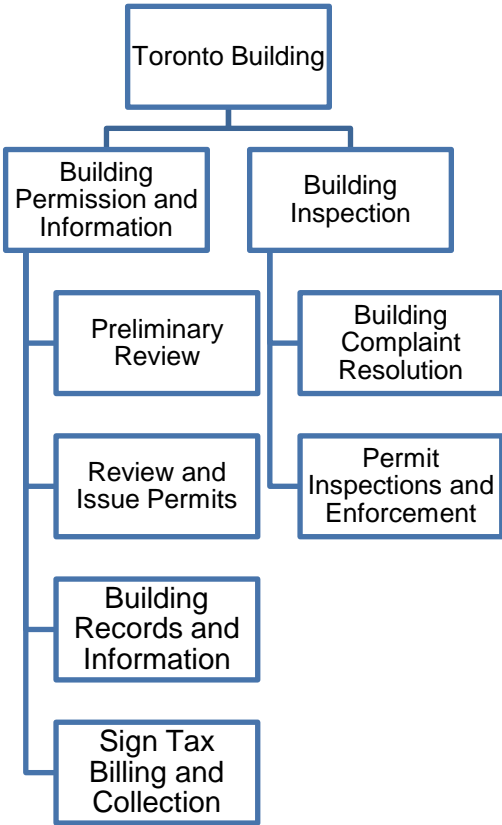 Toronto Building
Building
Permission and
Information
Building
Inspection
Preliminary
Review
Review and
Issue Permits
Building
Records and
Information
Sign Tax
Billing and
Collection
Building
Complaint
Resolution
Permit
Inspections and
Enforcement